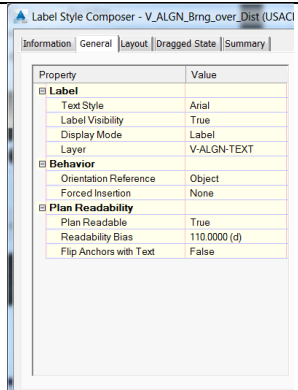 Label Style Composer - V_ALGN_Brng_over_Dist (USACE
Information General Layout Dragged State Summary
Property Value
Label
Text Style Arial
Label Visibility True
Display Mode Label
Layer V-ALGN-TEXT
Behavior
Orientation Reference Object
Forced Insertion None
Plan Readability
Plan Readable True
Readability Bias 110.0000 (d)
Flip Anchors with Text False